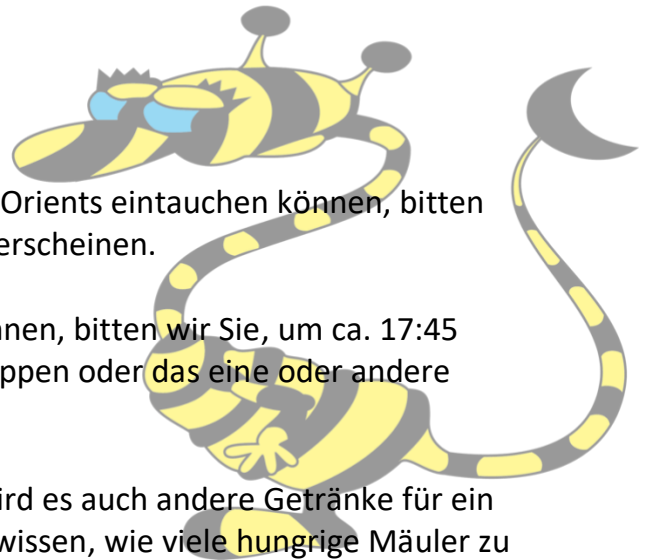 Orients eintauchen können, bitten
erscheinen.
nnen, bitten wir Sie, um ca. 17:45
ppen oder das eine oder andere
ird es auch andere Getränke für ein
wissen, wie viele hungrige Mäuler zu